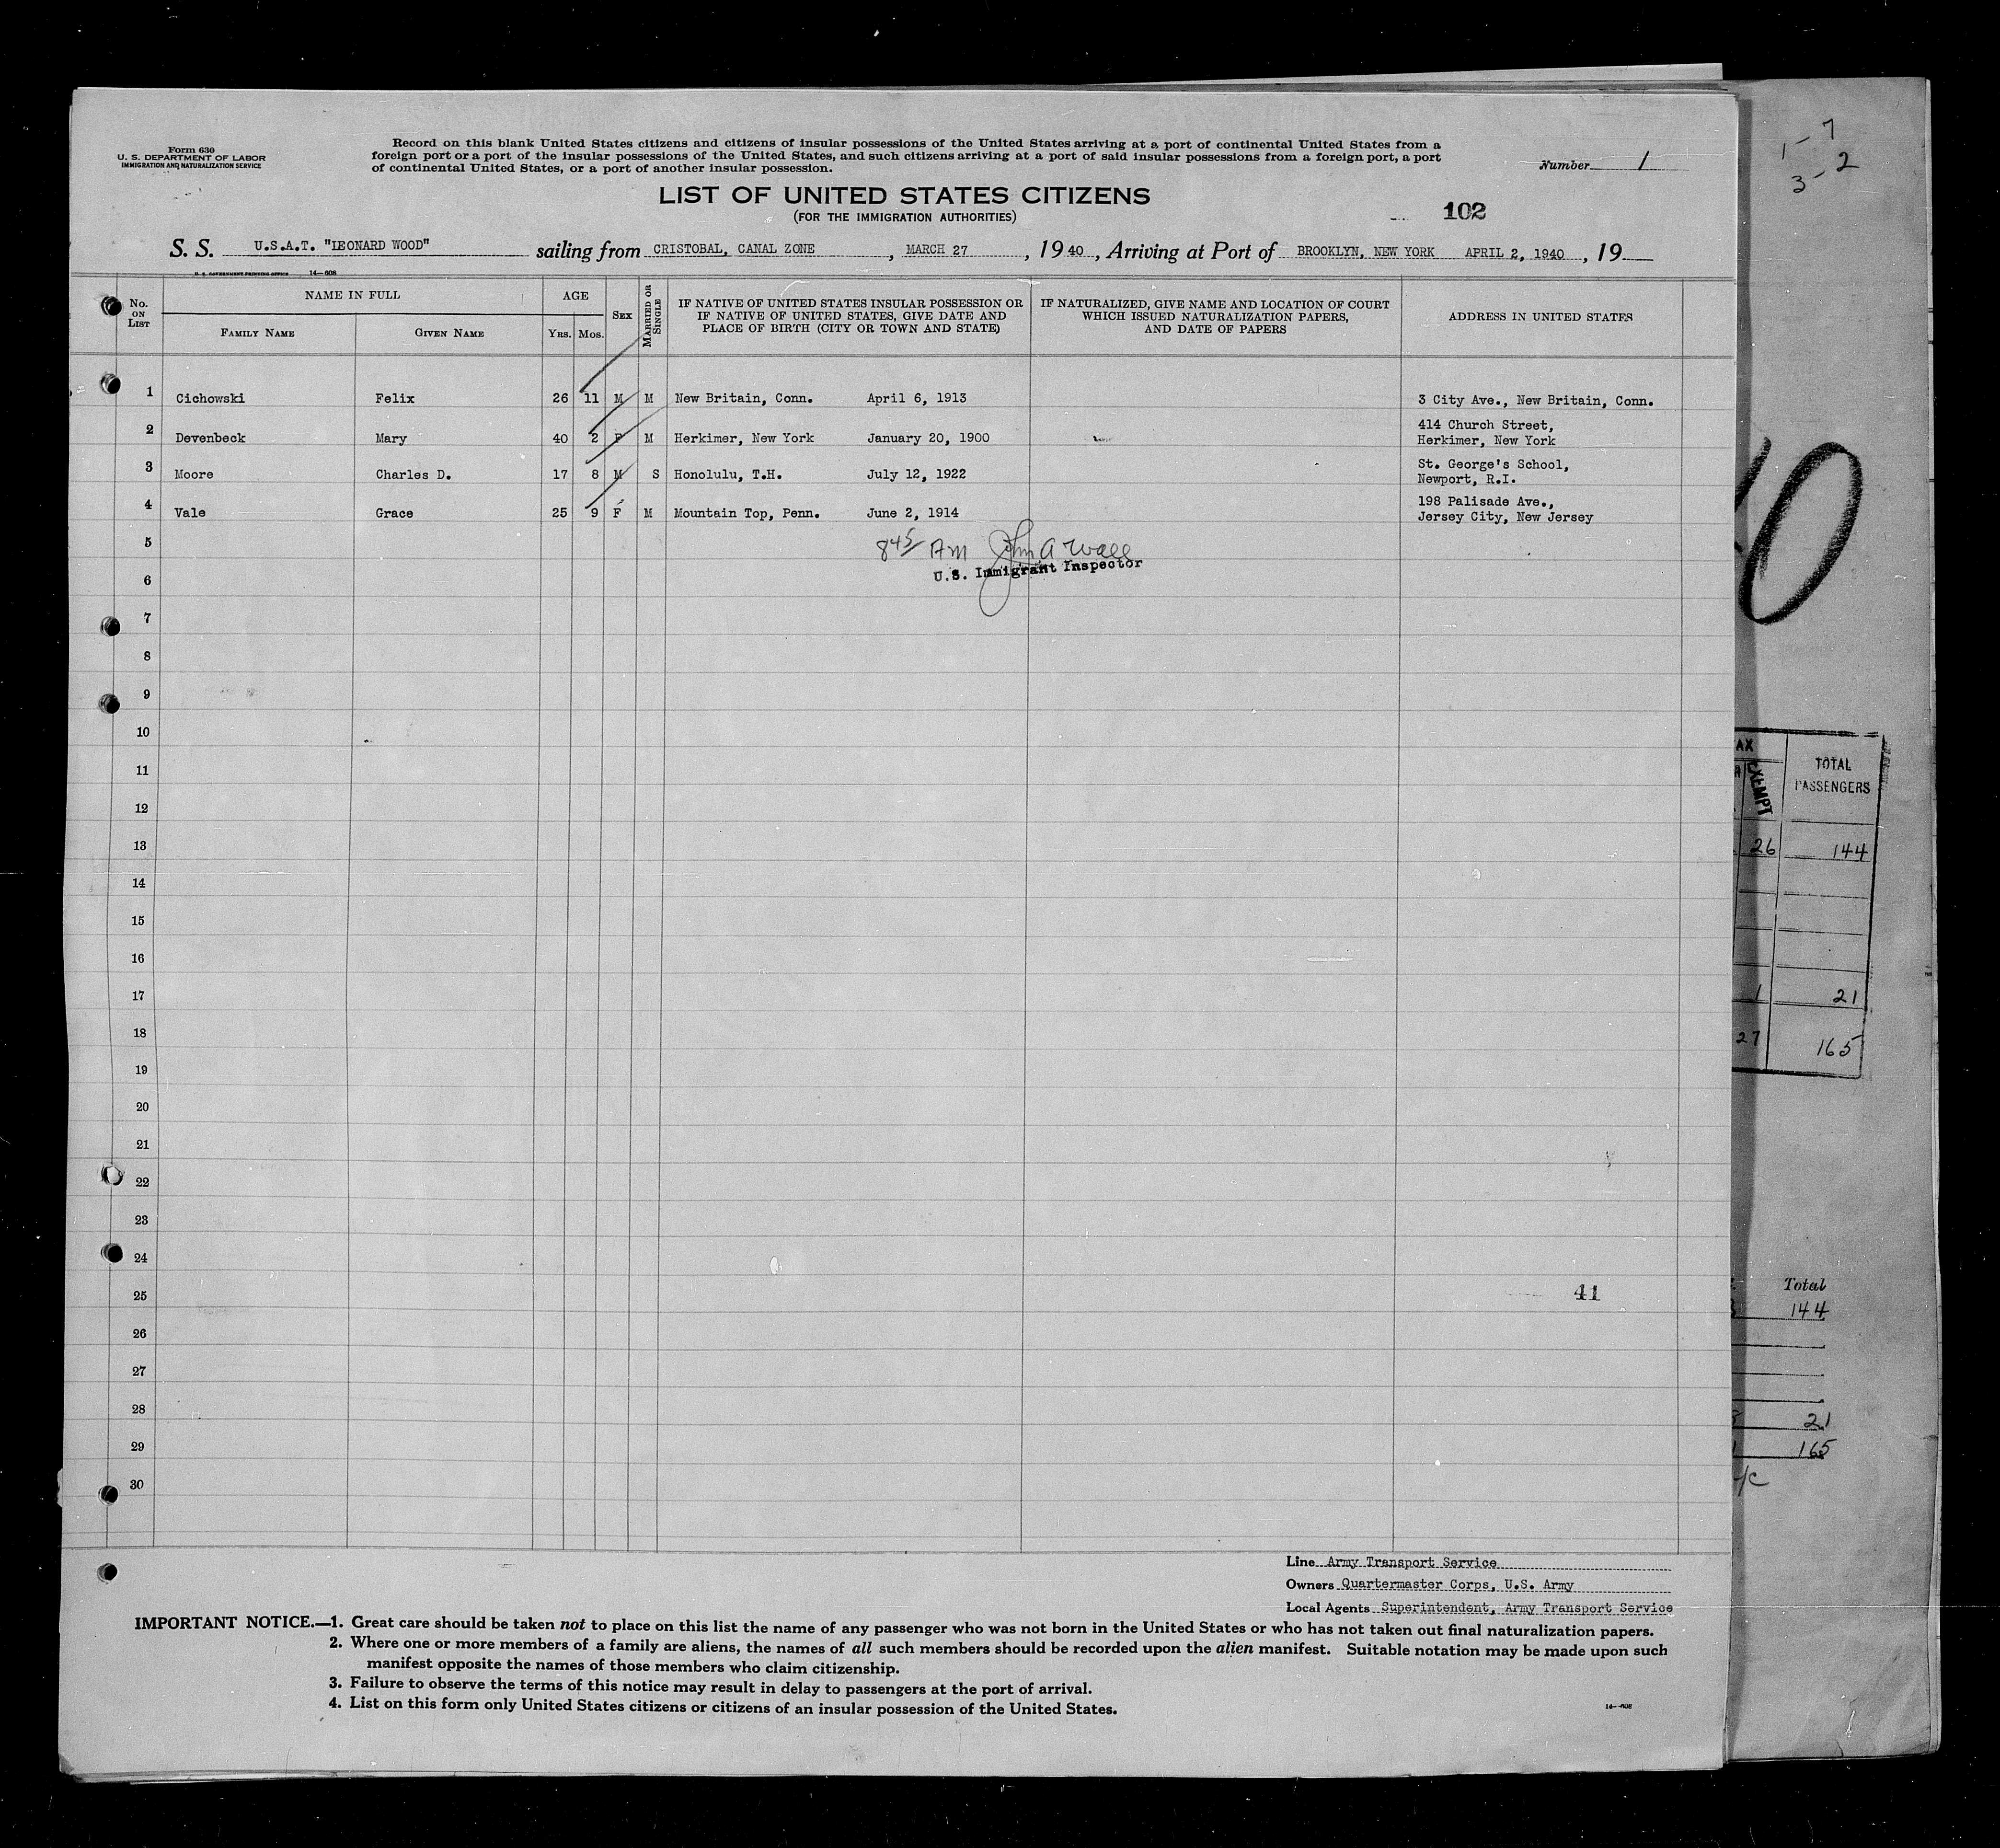 Form 630
U. S. DEPARTMENT OF LABOR
IMMIGRATION AND NATURALIZATION SERVICE
Record on this blank United States citizens and citizens of insular possessions of the United States arriving at a port of continental United States from a
foreign port or a port of the insular possessions of the United States, and such citizens arriving at a port of said insular possessions from a foreign port, a port
of continental United States, or a port of another insular possession.
Number 1
1-7
3-2
LIST OF UNITED STATES CITIZENS
(FOR THE IMMIGRATION AUTHORITIES)
102
S. S. U.S.A.T. "LEONARD WOOD" sailing from CRISTOBAL, CANAL ZONE, MARCH 27, 1940, Arriving at Port of BROOKLYN, NEW YORK APRIL 2, 1940, 19
U. S. GOVERNMENT PRINTING OFFICE 14—608
No. ON LIST
NAME IN FULL
FAMILY NAME GIVEN NAME
AGE
YRS. MOS.
SEX
MARRIED OR SINGLE
IF NATIVE OF UNITED STATES INSULAR POSSESSION OR
IF NATIVE OF UNITED STATES, GIVE DATE AND
PLACE OF BIRTH (CITY OR TOWN AND STATE)
IF NATURALIZED, GIVE NAME AND LOCATION OF COURT
WHICH ISSUED NATURALIZATION PAPERS,
AND DATE OF PAPERS
ADDRESS IN UNITED STATES
1 Cichowski Felix 26 11 M M New Britain, Conn. April 6, 1913 3 City Ave., New Britain, Conn.
2 Devenbeck Mary 40 2 F M Herkimer, New York January 20, 1900 414 Church Street,
Herkimer, New York
3 Moore Charles D. 17 8 M S Honolulu, T.H. July 12, 1922 St. George's School,
Newport, R.I.
4 Vale Grace 25 9 F M Mountain Top, Penn. June 2, 1914 198 Palisade Ave.,
Jersey City, New Jersey
5
845 Am John A Wall
U.S. Immigrant Inspector
6
7
8
9
10
11
12
13
14
15
16
17
18
19
20
21
22
23
24
25
41
26
27
28
29
30
0
AX
EXEMPT
TOTAL
PASSENGERS
26 144
1 21
27 165
Total
144
21
165
Line Army Transport Service
Owners Quartermaster Corps, U.S. Army
Local Agents Superintendent, Army Transport Service
IMPORTANT NOTICE.—1. Great care should be taken not to place on this list the name of any passenger who was not born in the United States or who has not taken out final naturalization papers.
2. Where one or more members of a family are aliens, the names of all such members should be recorded upon the alien manifest. Suitable notation may be made upon such
manifest opposite the names of those members who claim citizenship.
3. Failure to observe the terms of this notice may result in delay to passengers at the port of arrival.
4. List on this form only United States citizens or citizens of an insular possession of the United States.
14—608